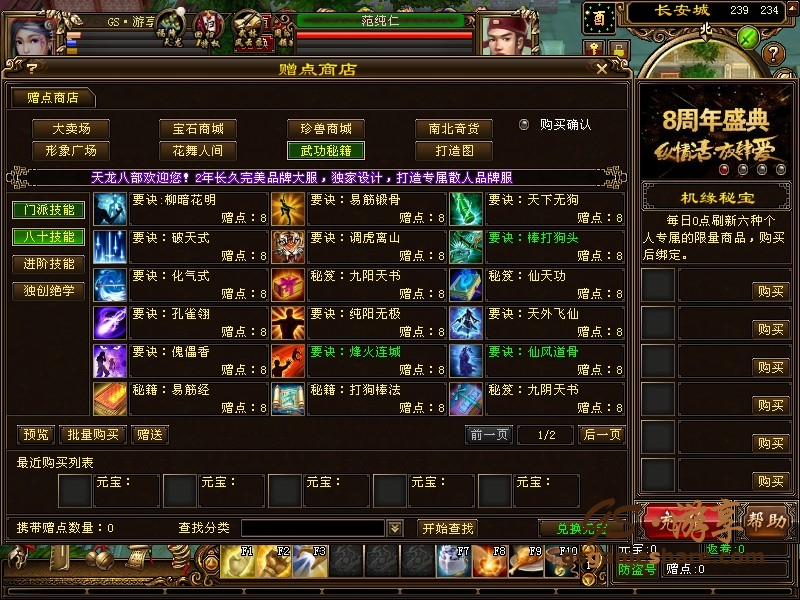 GS·游享
范纯仁
酉
长安城 239 234
北
赠点商店
赠点商店
大卖场 宝石商城 珍兽商城 南北奇货 购买确认
形象广场 花舞人间 武功秘籍 打造图
天龙八部欢迎您！2年长久完美品牌大服，独家设计，打造专属散人品牌服
门派技能
八十技能
进阶技能
独创绝学
要诀：柳暗花明 赠点：8
要诀：易筋锻骨 赠点：8
要诀：天下无狗 赠点：8
要诀：破天式 赠点：8
要诀：调虎离山 赠点：8
要诀：棒打狗头 赠点：8
要诀：化气式 赠点：8
秘笈：九阳天书 赠点：8
秘笈：仙天功 赠点：8
要诀：孔雀翎 赠点：8
要诀：纯阳无极 赠点：8
要诀：天外飞仙 赠点：8
要诀：傀儡香 赠点：8
要诀：烽火连城 赠点：8
要诀：仙风道骨 赠点：8
秘籍：易筋经 赠点：8
秘籍：打狗棒法 赠点：8
秘笈：九阴天书 赠点：8
预览 批量购买 赠送 前一页 1/2 后一页
最近购买列表
元宝： 元宝： 元宝： 元宝： 元宝：
携带赠点数量：0 查找分类 开始查找 兑换元宝
8周年盛典
机缘秘宝
每日0点刷新六种个
人专属的限量商品，购买
后绑定。
购买
购买
购买
购买
购买
购买
帮助
F1 F2 F3 F7 F8 F9 F10
元宝:0
防盗号 赠点:0